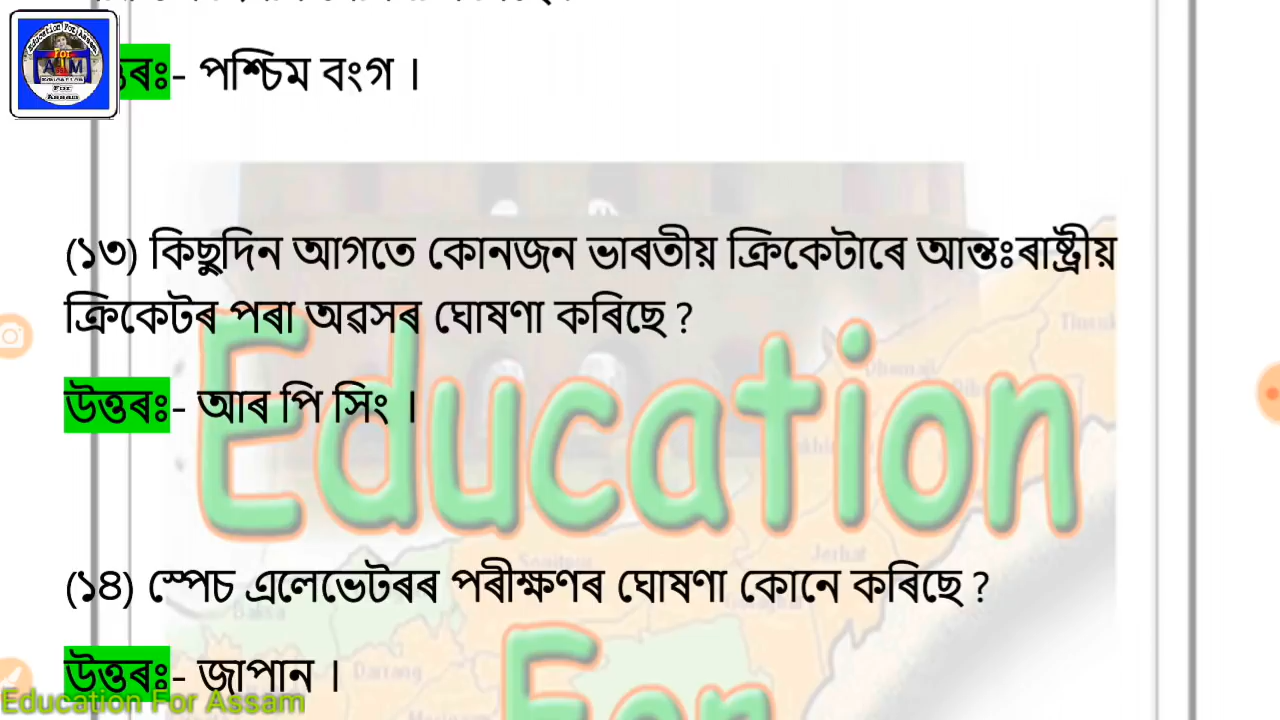 - পশ্চিম বংগ ।
(১৩) কিছুদিন আগতে কোনজন ভাৰতীয় ক্ৰিকেটাৰে আন্তঃৰাষ্ট্ৰীয়
ক্ৰিকেটৰ পৰা অৱসৰ ঘোষণা কৰিছে ?
উত্তৰঃ- আৰ পি সিং ।
Education
(১৪) স্পেচ এলেভেটৰৰ পৰীক্ষণৰ ঘোষণা কোনে কৰিছে ?
For
উত্তৰঃ- জাপান ।
Education For Assam